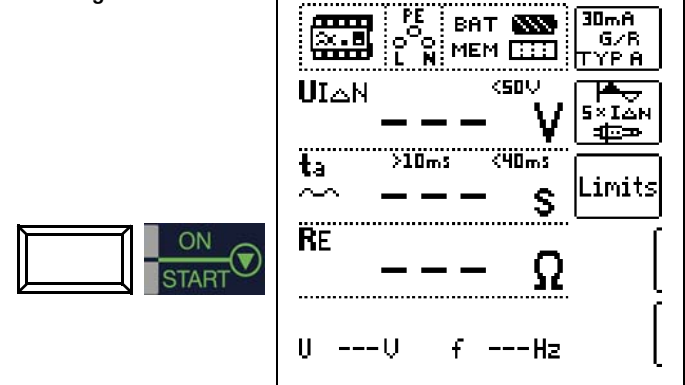 PE
BAT
L N
MEM
30mA
G/R
TYP A
UI△N
<50V
--- V
5×I△N
ta
>10ms
<40ms
--- s
Limits
RE
--- Ω
ON
START
U ---V f ---Hz